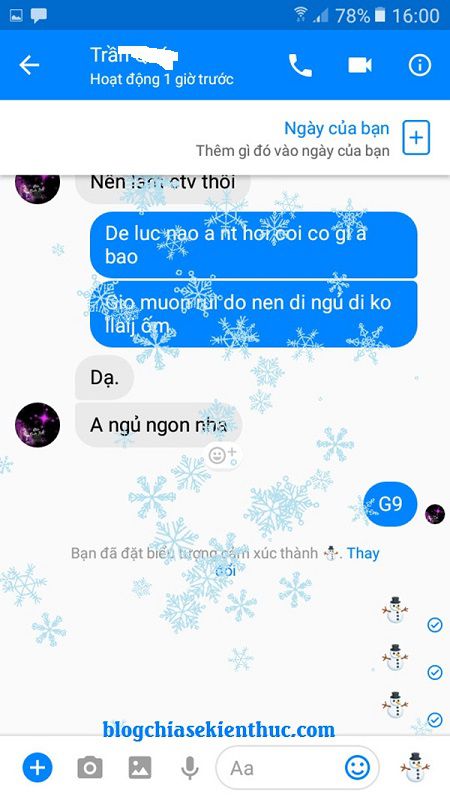 78% 16:00
Trần
Hoạt động 1 giờ trước
Ngày của bạn
Thêm gì đó vào ngày của bạn
Nên làm ctv thôi
De luc nao a nt hoi coi co gi a
bao
Gio muon rui do nen di ngủ di ko
llaij ốm
Dạ.
A ngủ ngon nha
G9
Bạn đã đặt biểu tượng cảm xúc thành ⛄. Thay
đổi
blogchiasekienthuc.com
Aa